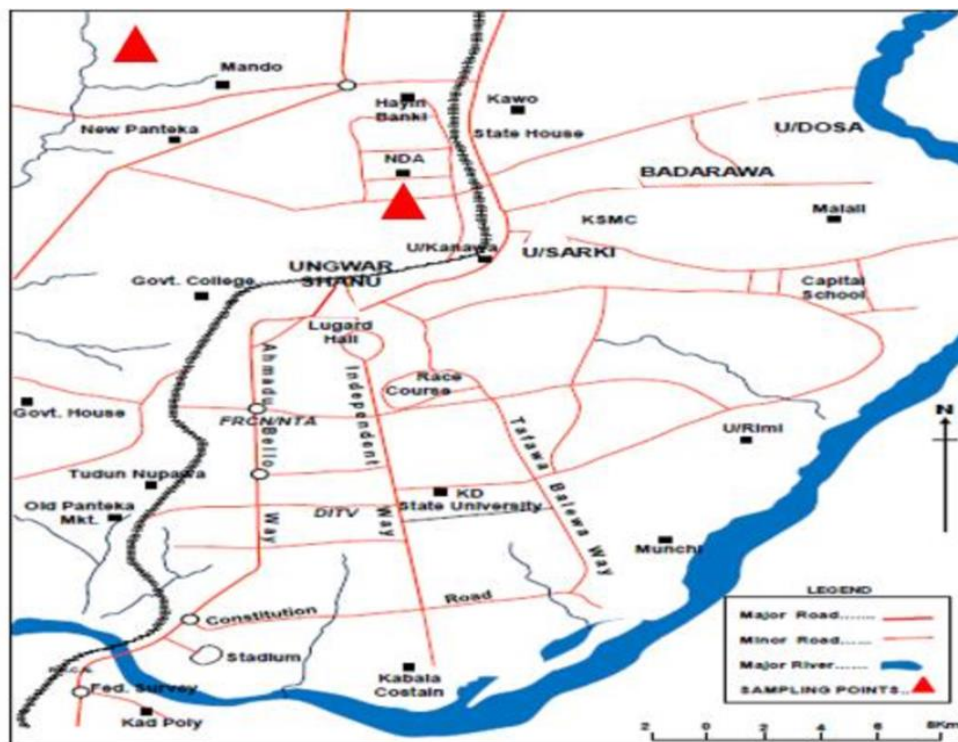 Mando
Hayin
Banki
Kawo
State House
U/DOSA
New Panteka
NDA
BADARAWA
KSMC
Malali
U/Kanawa
U/SARKI
UNGWAR
SHANU
Govt. College
Capital
School
Lugard
Hall
Ahmadu Bello Way
Independent Way
Race
Course
Govt. House
FRCN/NTA
Tafawa Balewa Way
U/Rimi
N
Tudun Nupawa
Old Panteka
Mkt.
KD
State University
DITV
Munchi
Constitution Road
Stadium
Kabala
Costain
Fed. Survey
Kad Poly
LEGEND
Major Road......
Minor Road......
Major River......
SAMPLING POINTS..
2 0 2 4 6 8Km